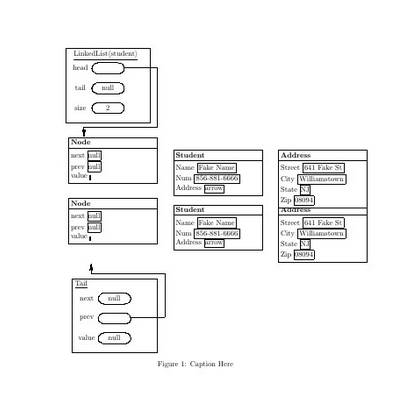 LinkedList(student)
head
tail null
size 2
Node
next null
prev null
value
Student
Name Fake Name
Num 856-881-6666
Address arrow
Address
Street 641 Fake St
City Williamstown
State NJ
Zip 08094
Node
next null
prev null
value
Student
Name Fake Name
Num 856-881-6666
Address arrow
Address
Street 641 Fake St
City Williamstown
State NJ
Zip 08094
Tail
next null
prev
value null
Figure 1: Caption Here